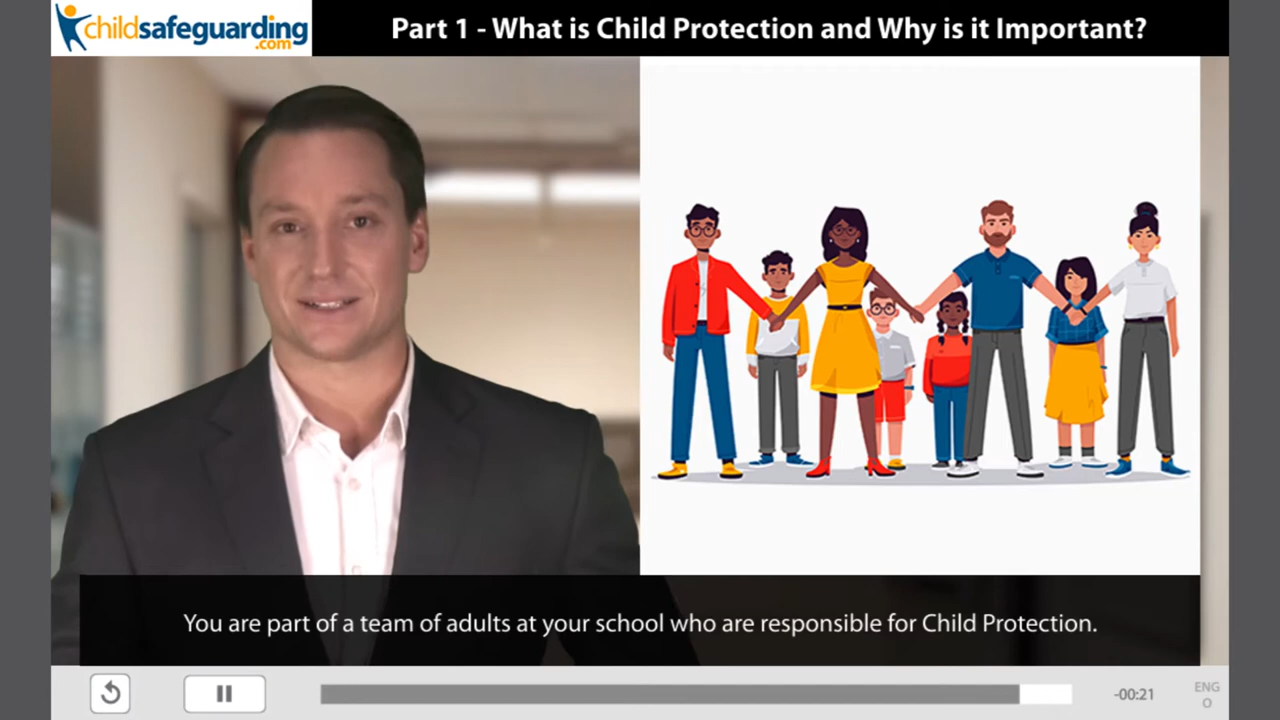 childsafeguarding
.com
Part 1 - What is Child Protection and Why is it Important?
You are part of a team of adults at your school who are responsible for Child Protection.
-00:21
ENG